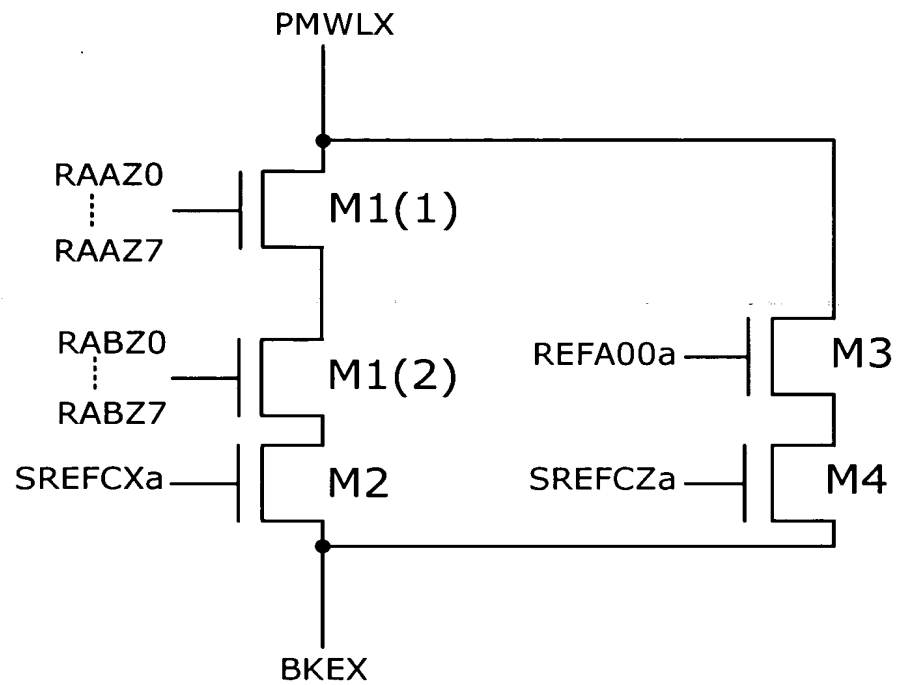 PMWLX
RAAZ0
RAAZ7
M1(1)
RABZ0
RABZ7
M1(2)
REFA00a
M3
SREFCXa
M2
SREFCZa
M4
BKEX